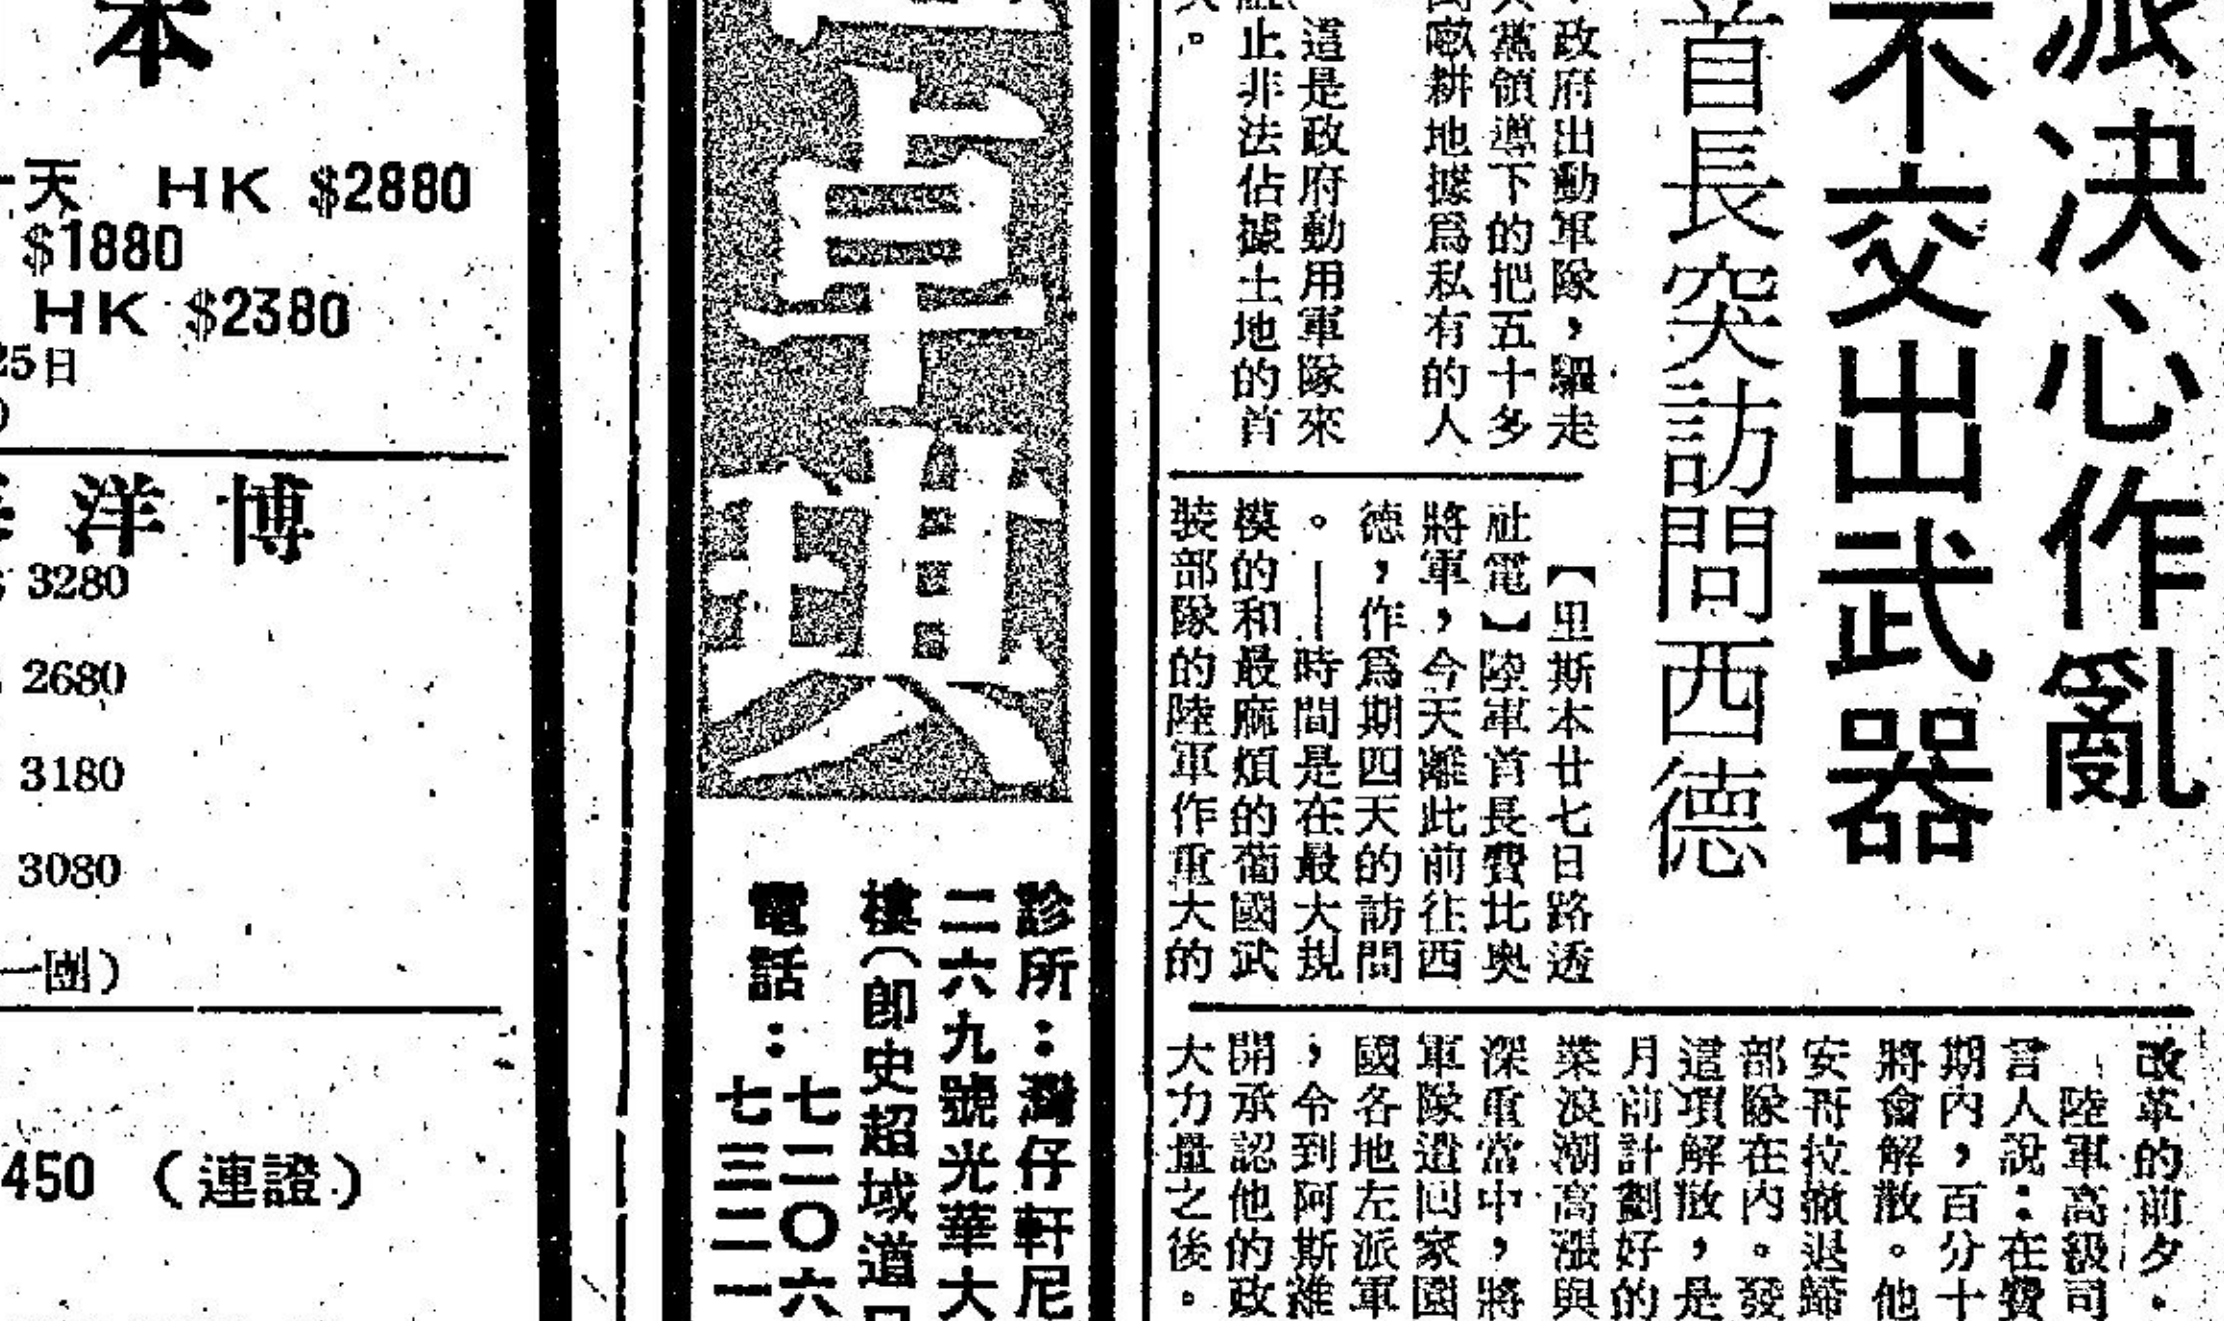 派決心作亂
不交出武器
首長突訪問西德
，政府出動軍隊，驅走
黨領導下的把五十多
耕地據爲私有的人
這是政府動用軍隊來
阻止非法佔據土地的首
。
【里斯本廿七日路透
社電】陸軍首長費比奧
將軍，今天離此前往西
德，作爲期四天的訪問
。——時間是在最大規
模的和最麻煩的葡國武
裝部隊的陸軍作重大的
改革的前夕。
陸軍高級司
言人說：在費
期內，百分十
將會解散。他
安哥拉撤退歸
部隊在內。發
這項解散，是
月前計劃好的
業浪潮高漲與
深重當中，將
軍隊遣回家園
國各地左派軍
，令到阿斯維
開承認他的政
大力量之後。
卓琪
診所：灣仔軒尼
二六九號光華大
樓（即史超域道
電話：七二〇六
七三二一
本
天 HK $2880
$1880
HK $2380
25日
洋博
3280
2680
3180
3080
一團）
450（連證）